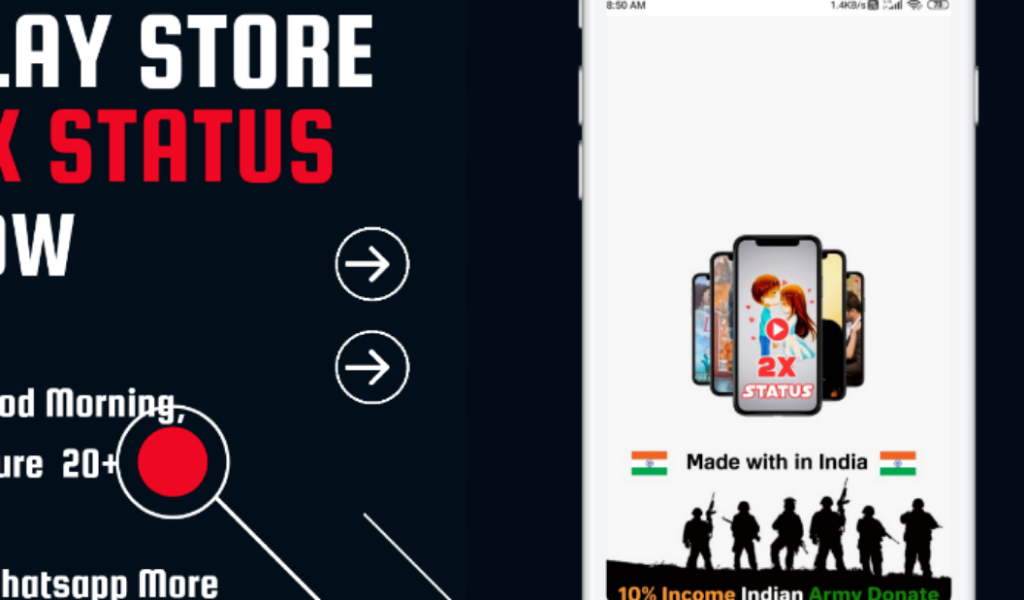 LAY STORE
K STATUS
OW
od Morning,
ure 20+
hatsapp More
8:50 AM
1.4KB/s
2X
STATUS
Made with in India
10% Income Indian Army Donate